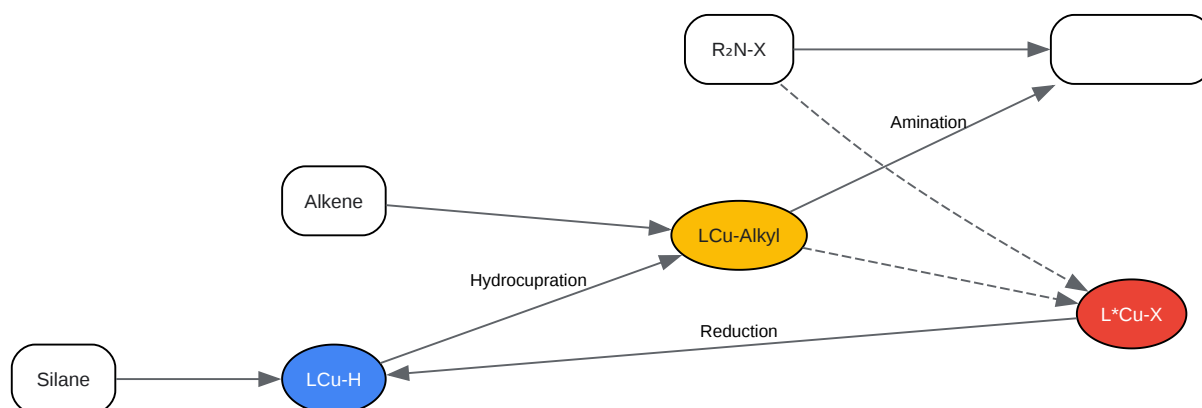 R₂N-X
Amination
Alkene
LCu-Alkyl
Hydrocupration
L*Cu-X
Reduction
Silane
LCu-H